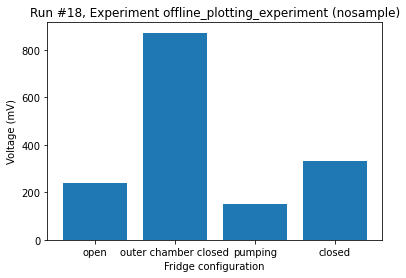 Run #18, Experiment offline_plotting_experiment (nosample)
800
600
400
200
0
Voltage (mV)
open outer chamber closed pumping closed
Fridge configuration